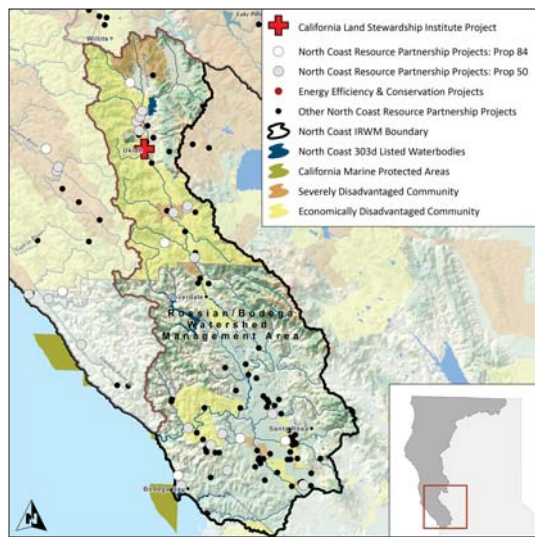 California Land Stewardship Institute Project
North Coast Resource Partnership Projects: Prop 84
North Coast Resource Partnership Projects: Prop 50
Energy Efficiency & Conservation Projects
Other North Coast Resource Partnership Projects
North Coast IRWM Boundary
North Coast 303d Listed Waterbodies
California Marine Protected Areas
Severely Disadvantaged Community
Economically Disadvantaged Community
Willits
Ukiah
Cloverdale
Russian/Bodega
Watershed
Management Area
Santa Rosa
Bodega Bay